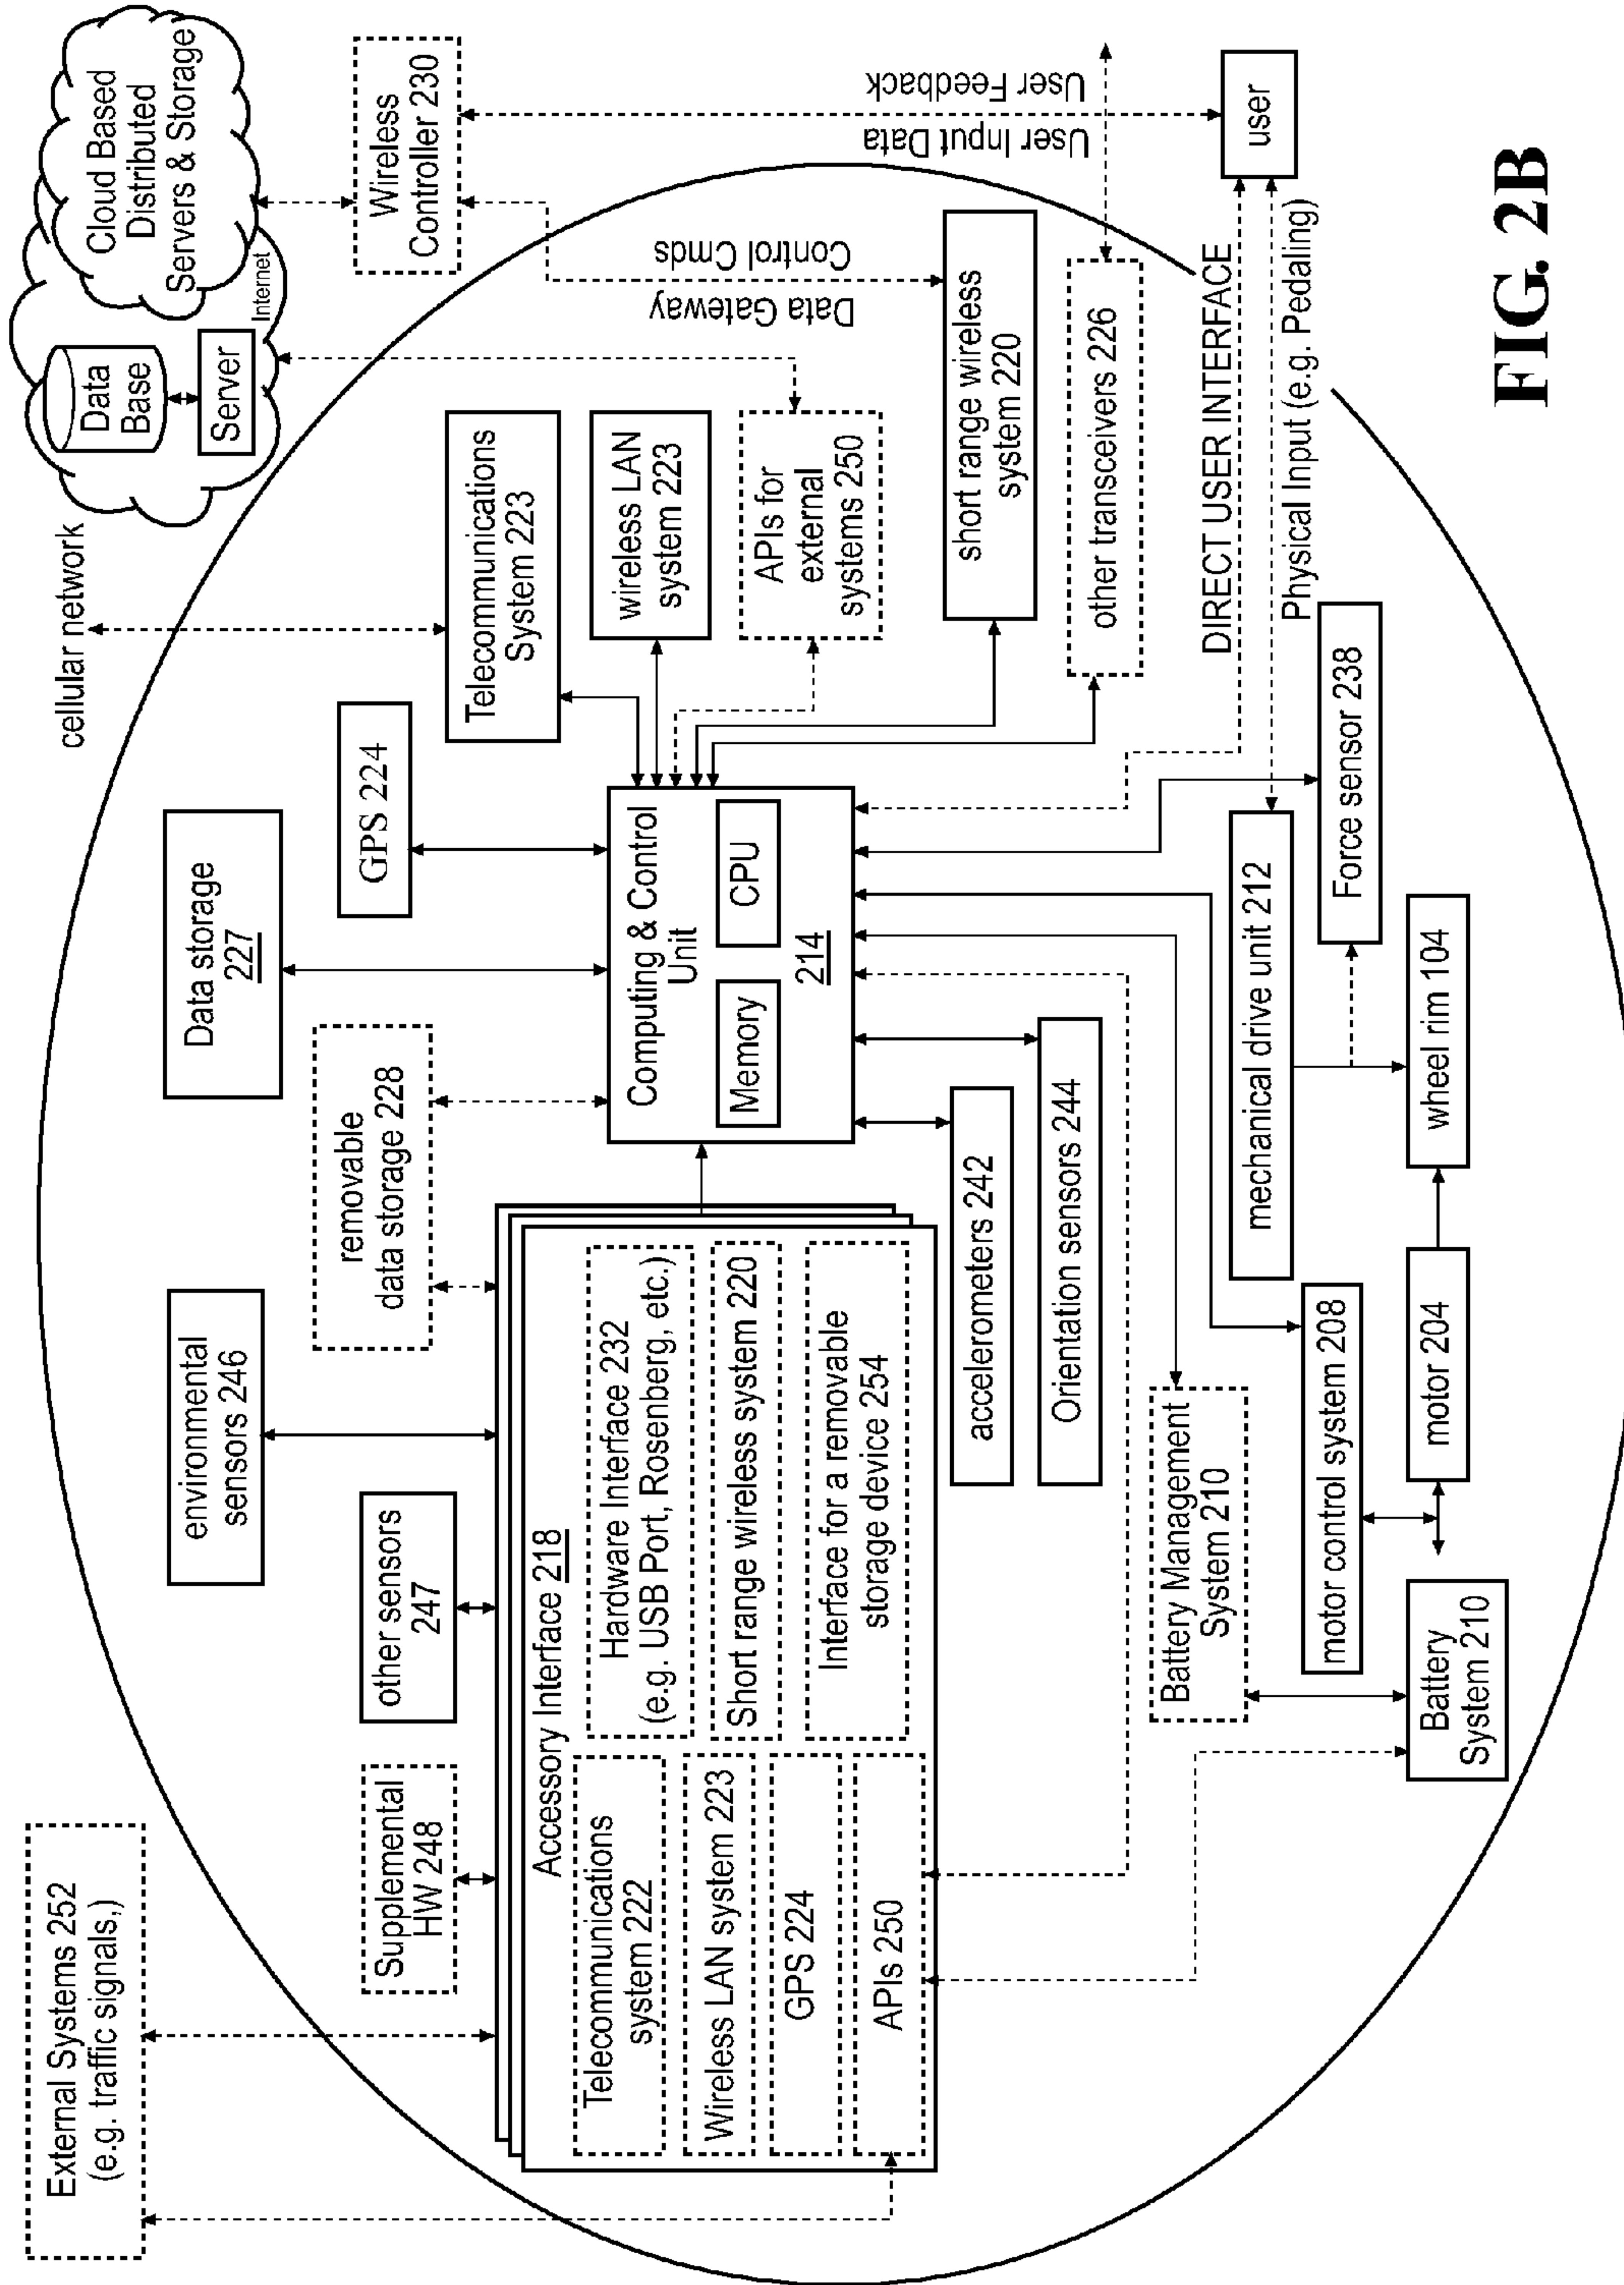 External Systems 252
(e.g. traffic signals,)
Supplemental
HW 248
other sensors
247
environmental
sensors 246
removable
data storage 228
Data storage
227
GPS 224
cellular network
Data
Base
Server
Internet
Cloud Based
Distributed
Servers & Storage
Telecommunications
System 223
wireless LAN
system 223
APIs for
external
systems 250
Wireless
Controller 230
Data Gateway
Control Cmds
short range wireless
system 220
other transceivers 226
User Input Data
User Feedback
user
DIRECT USER INTERFACE
Physical Input (e.g. Pedaling)
Accessory Interface 218
Telecommunications
system 222
Hardware Interface 232
(e.g. USB Port, Rosenberg, etc.)
Wireless LAN system 223
Short range wireless system 220
GPS 224
Interface for a removable
storage device 254
APIs 250
Computing & Control
Unit
Memory
CPU
214
accelerometers 242
Orientation sensors 244
Battery Management
System 210
mechanical drive unit 212
Force sensor 238
motor control system 208
Battery
System 210
motor 204
wheel rim 104
FIG. 2B